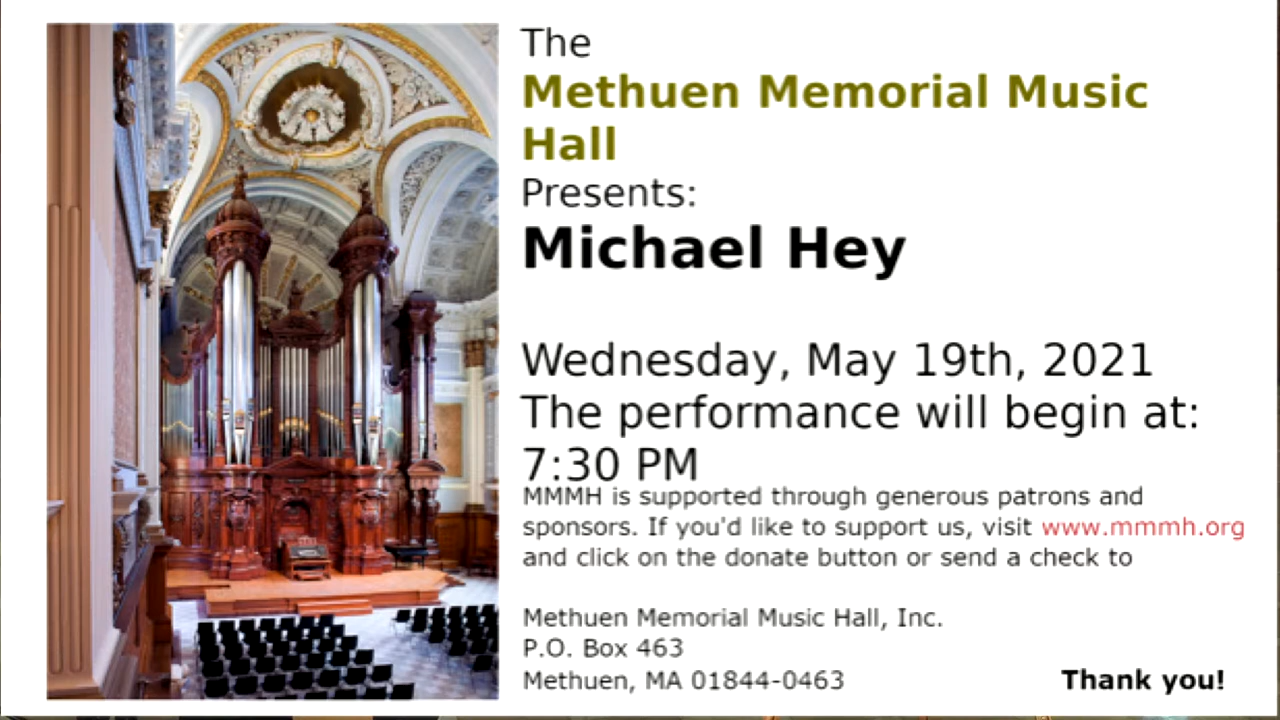 The
Methuen Memorial Music
Hall
Presents:
Michael Hey
Wednesday, May 19th, 2021
The performance will begin at:
7:30 PM
MMMH is supported through generous patrons and
sponsors. If you'd like to support us, visit www.mmmh.org
and click on the donate button or send a check to
Methuen Memorial Music Hall, Inc.
P.O. Box 463
Methuen, MA 01844-0463
Thank you!